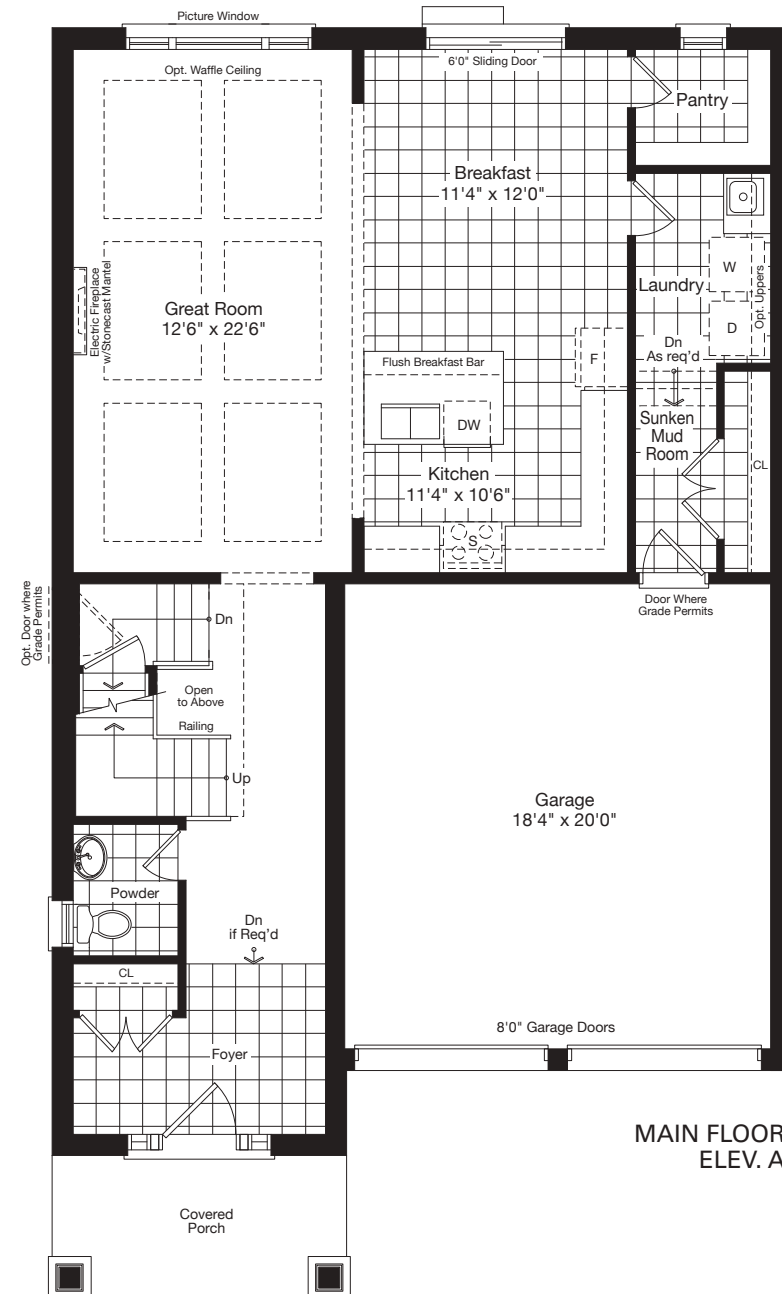 Picture Window
Opt. Waffle Ceiling
6'0" Sliding Door
Pantry
Breakfast
11'4" x 12'0"
Electric Fireplace
w/Stonecast Mantel
Great Room
12'6" x 22'6"
W
Laundry
Opt. Uppers
D
Dn
As req'd
Flush Breakfast Bar
F
DW
Sunken
Mud
Room
CL
Kitchen
11'4" x 10'6"
S
Opt. Door where
Grade Permits
Door Where
Grade Permits
Dn
Open
to Above
Railing
Up
Garage
18'4" x 20'0"
Powder
Dn
if Req'd
CL
8'0" Garage Doors
Foyer
MAIN FLOOR
ELEV. A
Covered
Porch